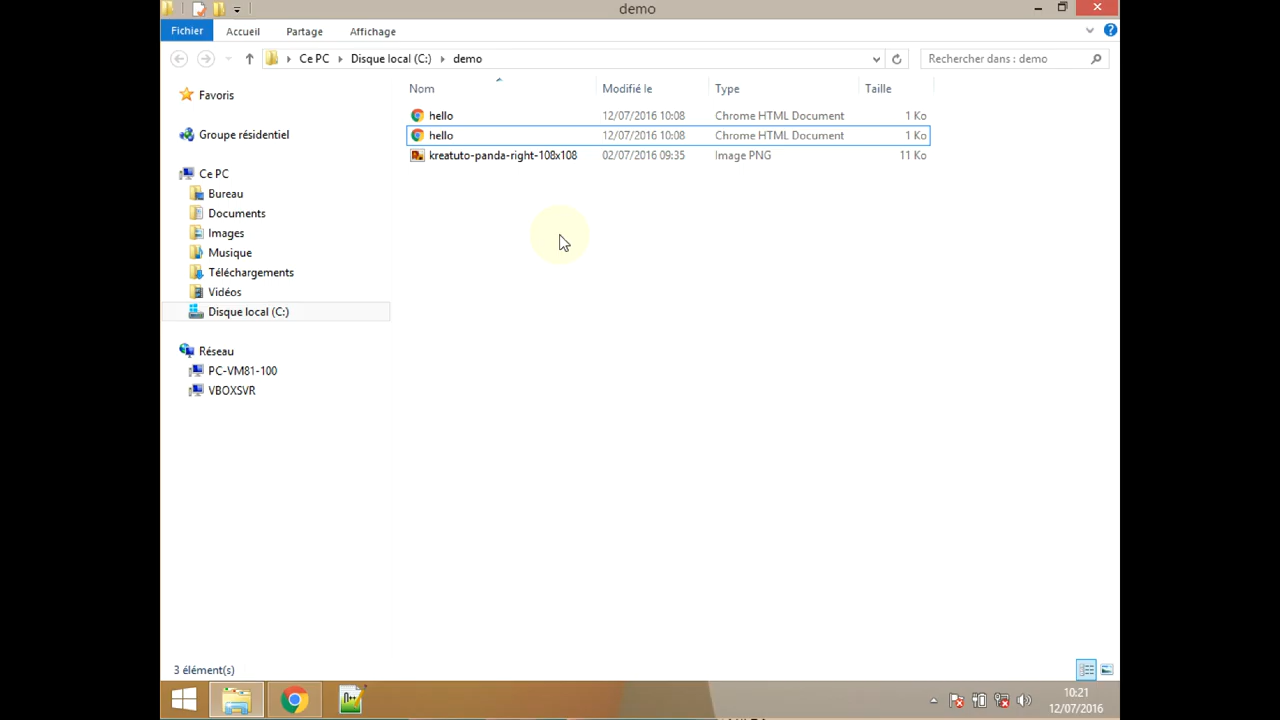 demo
Fichier Accueil Partage Affichage
Ce PC Disque local (C:) demo Rechercher dans : demo
Nom Modifié le Type Taille
hello 12/07/2016 10:08 Chrome HTML Document 1 Ko
hello 12/07/2016 10:08 Chrome HTML Document 1 Ko
kreatuto-panda-right-108x108 02/07/2016 09:35 Image PNG 11 Ko
Favoris
Groupe résidentiel
Ce PC
Bureau
Documents
Images
Musique
Téléchargements
Vidéos
Disque local (C:)
Réseau
PC-VM81-100
VBOXSVR
3 élément(s)
10:21
12/07/2016